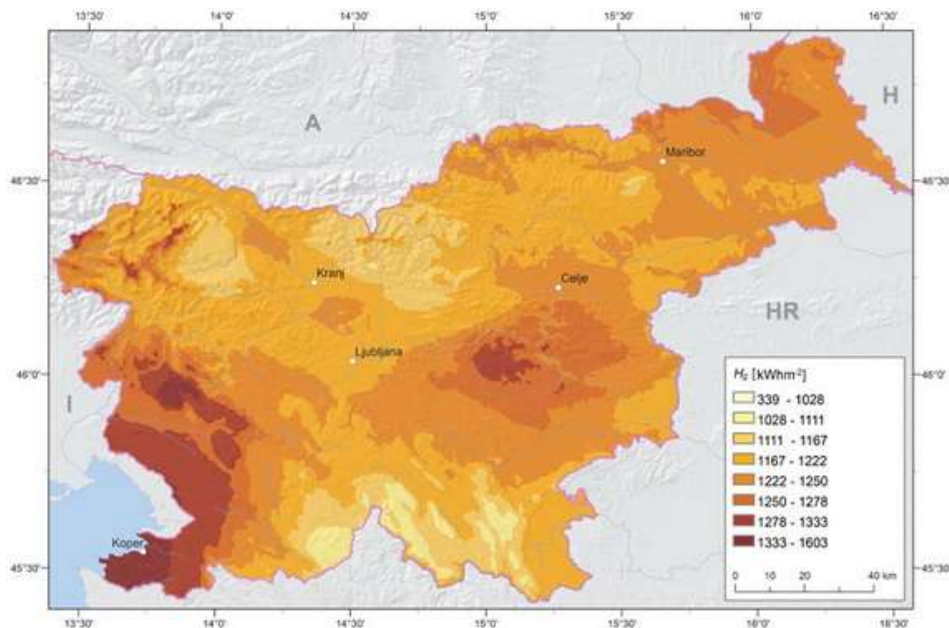 13°30' 14°0' 14°30' 15°0' 15°30' 16°0' 16°30'
A
H
Maribor
46°30' 46°30'
Kranj
Celje
HR
Ljubljana
46°0' 46°0'
I
H₀ [kWhm⁻²]
339 - 1028
1028 - 1111
1111 - 1167
1167 - 1222
1222 - 1250
1250 - 1278
1278 - 1333
1333 - 1603
Koper
45°30' 45°30'
0 20 40 km
13°30' 14°0' 14°30' 15°0' 15°30' 16°0' 16°30'